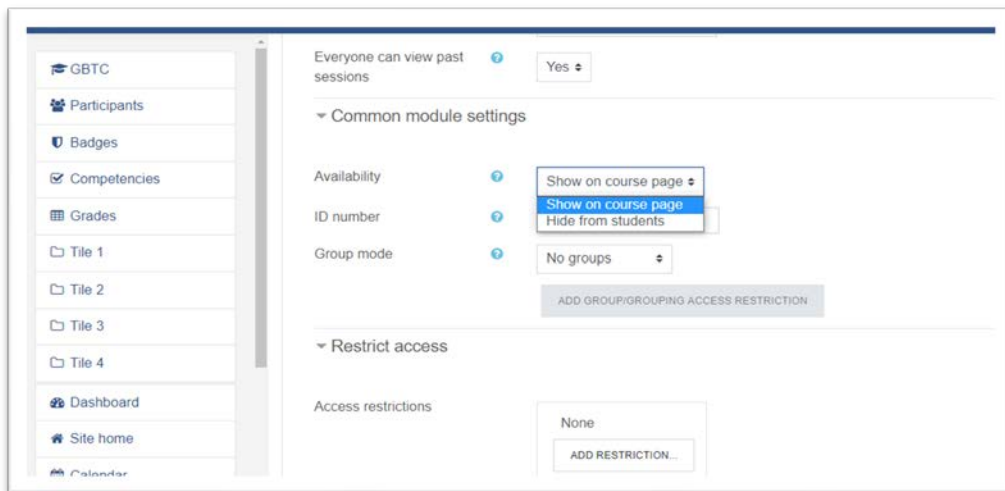 GBTC
Participants
Badges
Competencies
Grades
Tile 1
Tile 2
Tile 3
Tile 4
Dashboard
Site home
Calendar
Everyone can view past
sessions
Yes
Common module settings
Availability
Show on course page
Show on course page
Hide from students
ID number
Group mode
No groups
ADD GROUP/GROUPING ACCESS RESTRICTION
Restrict access
Access restrictions
None
ADD RESTRICTION...